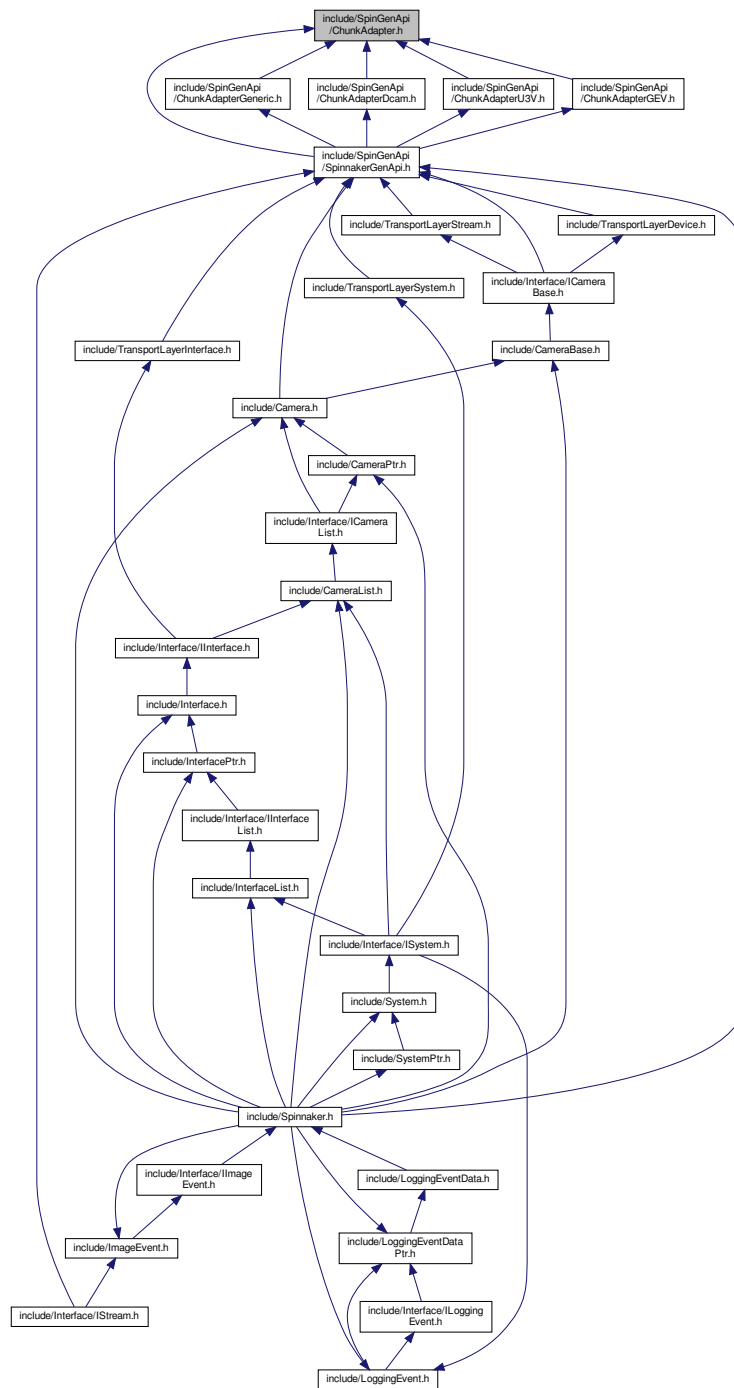 include/SpinGenApi
/ChunkAdapter.h
include/SpinGenApi
/ChunkAdapterGeneric.h
include/SpinGenApi
/ChunkAdapterDcam.h
include/SpinGenApi
/ChunkAdapterU3V.h
include/SpinGenApi
/ChunkAdapterGEV.h
include/SpinGenApi
/SpinnakerGenApi.h
include/TransportLayerStream.h
include/TransportLayerDevice.h
include/TransportLayerSystem.h
include/Interface/ICamera
Base.h
include/TransportLayerInterface.h
include/CameraBase.h
include/Camera.h
include/CameraPtr.h
include/Interface/ICamera
List.h
include/CameraList.h
include/Interface/IInterface.h
include/Interface.h
include/InterfacePtr.h
include/Interface/IInterface
List.h
include/InterfaceList.h
include/Interface/ISystem.h
include/System.h
include/SystemPtr.h
include/Spinnaker.h
include/Interface/IImage
Event.h
include/LoggingEventData.h
include/ImageEvent.h
include/LoggingEventData
Ptr.h
include/Interface/IStream.h
include/Interface/ILogging
Event.h
include/LoggingEvent.h